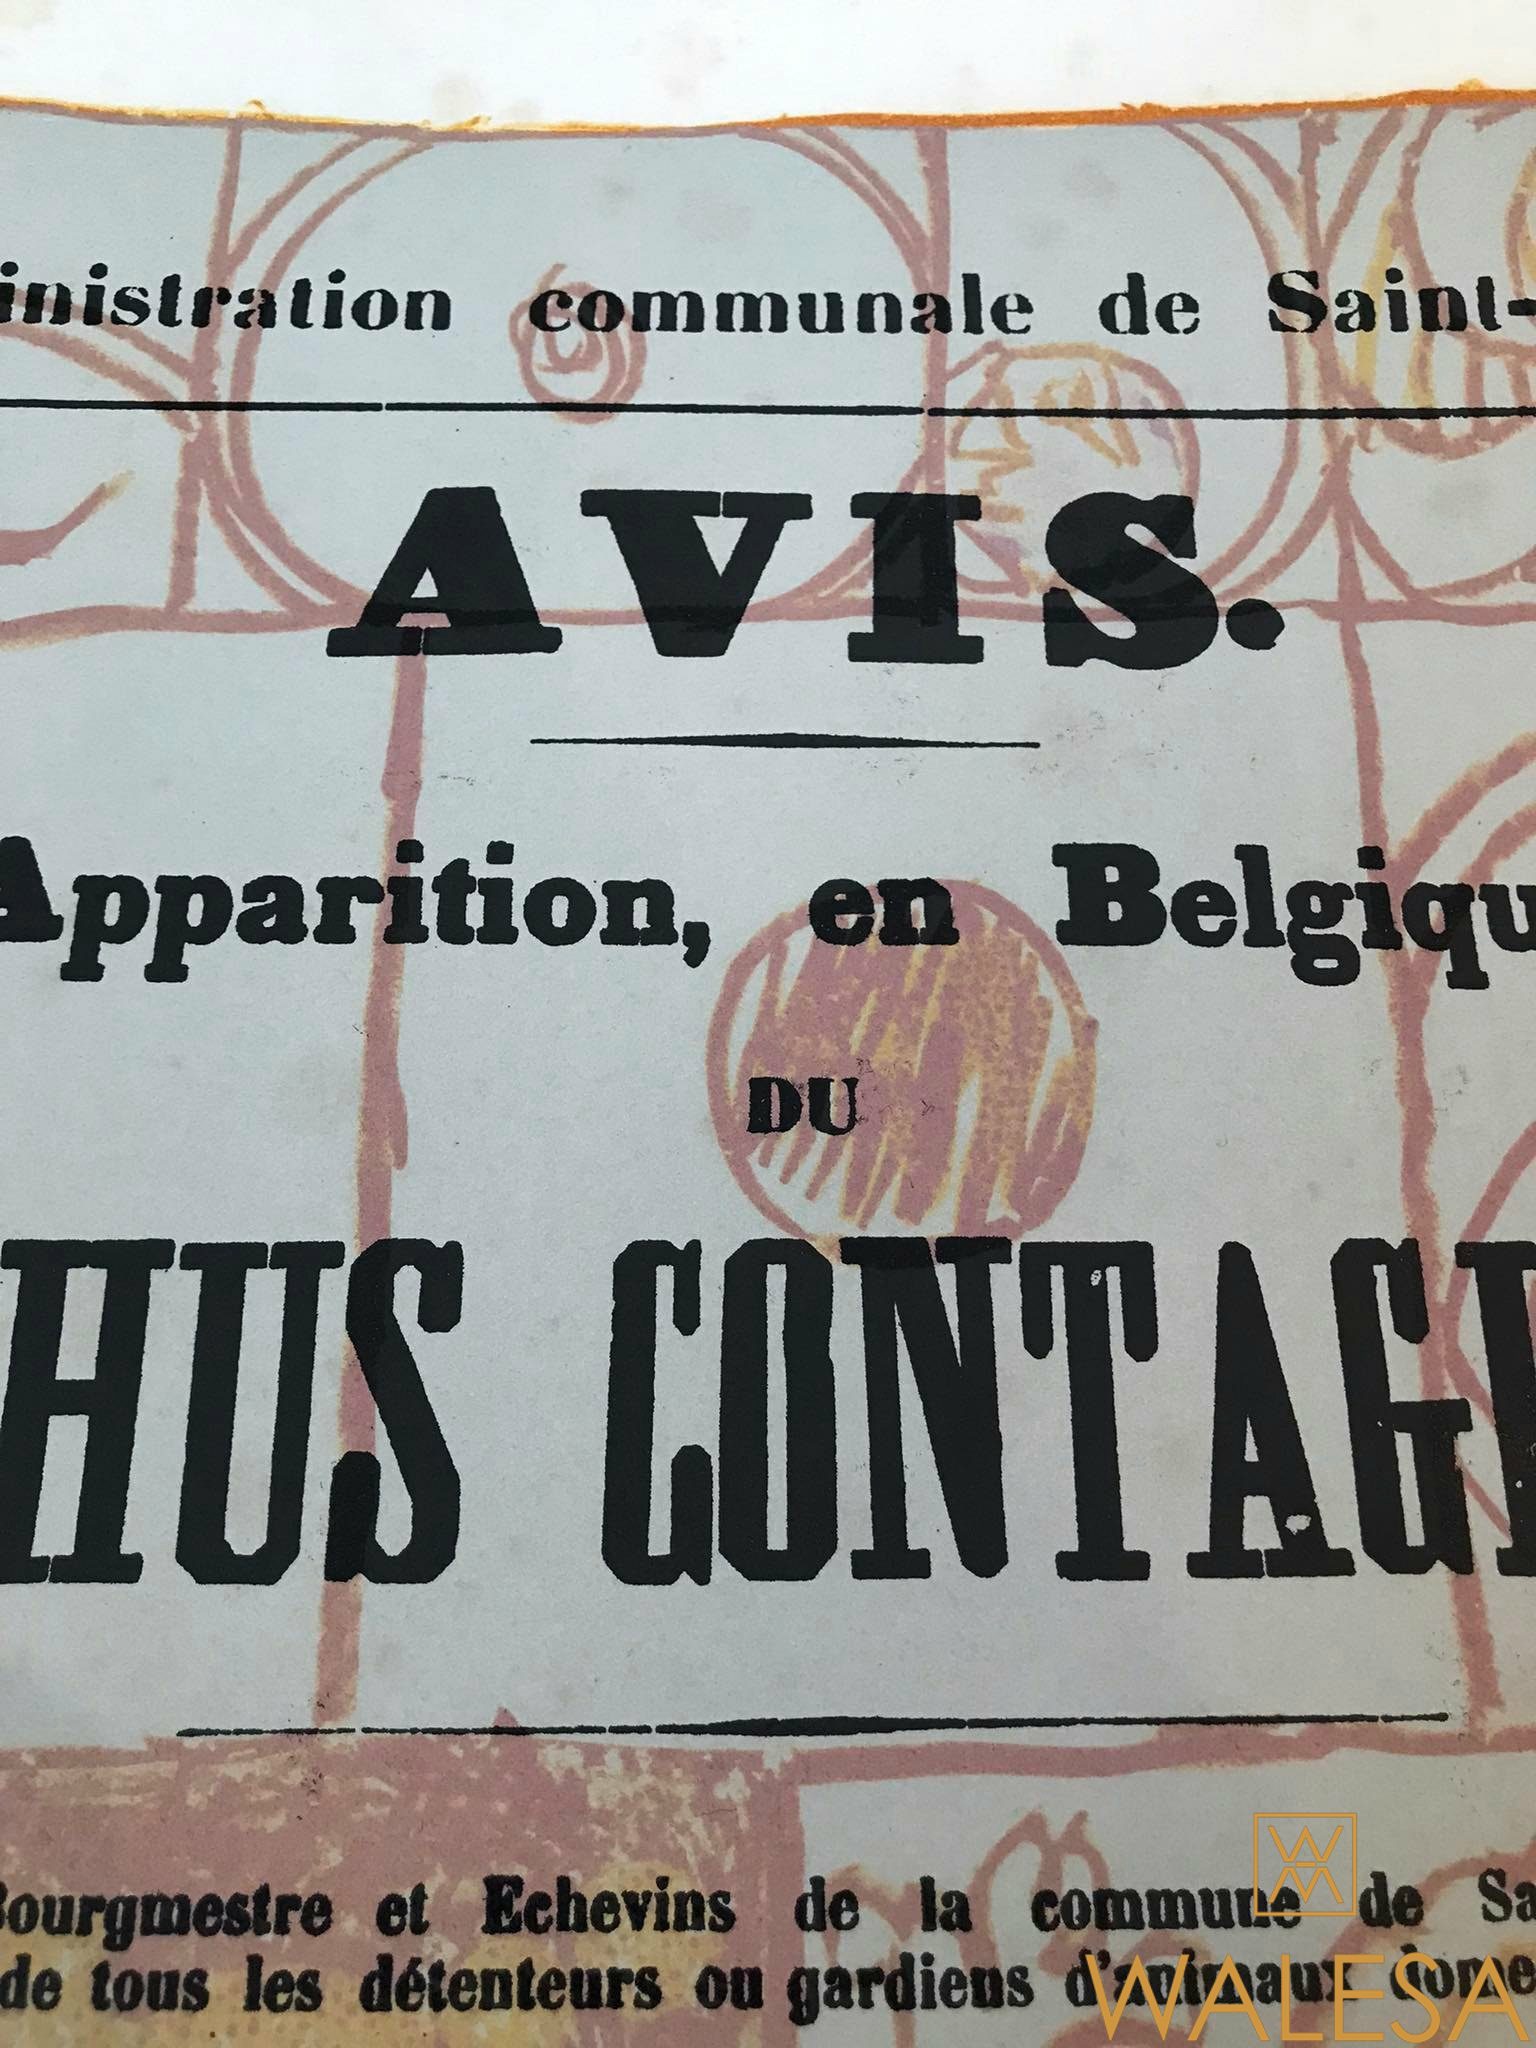 inistration communale de Saint-
AVIS.
Apparition, en Belgiqu
DU
HUS CONTAGI
Bourgmestre et Echevins de la commune de Sa
de tous les détenteurs ou gardiens d'animaux dome
WALESA